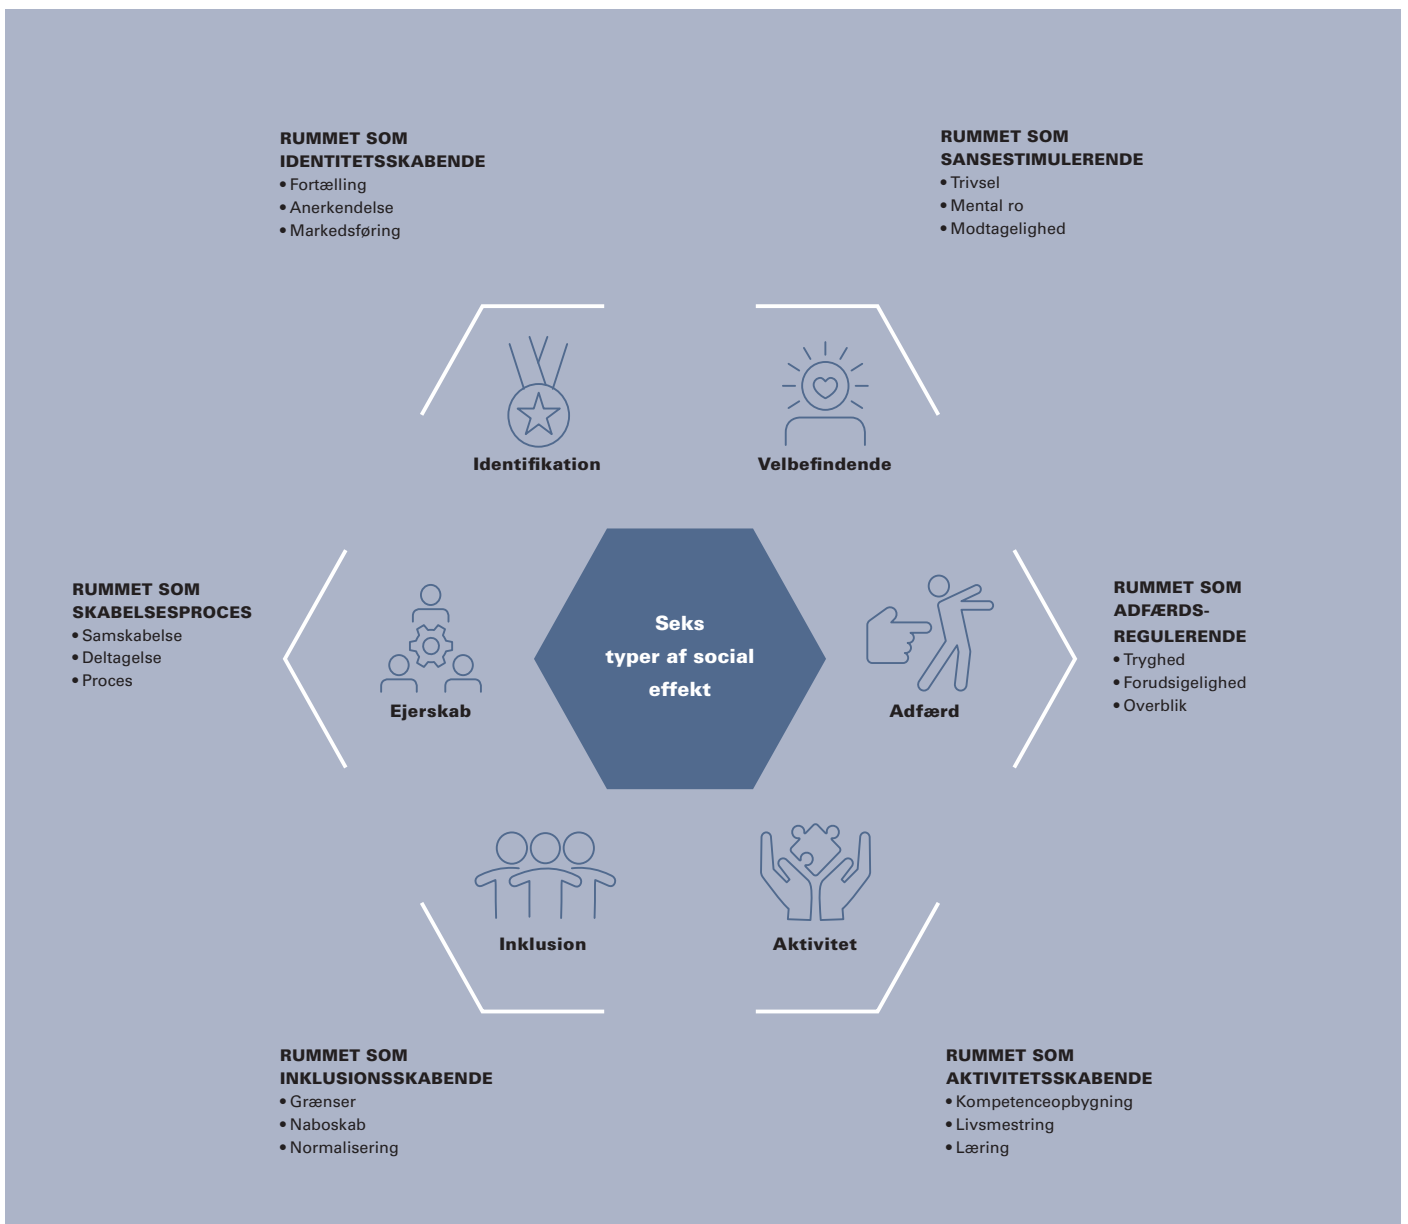 RUMMET SOM
IDENTITETSSKABENDE
• Fortælling
• Anerkendelse
• Markedsføring
RUMMET SOM
SANSESTIMULERENDE
• Trivsel
• Mental ro
• Modtagelighed
Identifikation
Velbefindende
RUMMET SOM
SKABELSESPROCES
• Samskabelse
• Deltagelse
• Proces
Ejerskab
Seks
typer af social
effekt
Adfærd
RUMMET SOM
ADFÆRDS-
REGULERENDE
• Tryghed
• Forudsigelighed
• Overblik
Inklusion
Aktivitet
RUMMET SOM
INKLUSIONSSKABENDE
• Grænser
• Naboskab
• Normalisering
RUMMET SOM
AKTIVITETSSKABENDE
• Kompetenceopbygning
• Livsmestring
• Læring